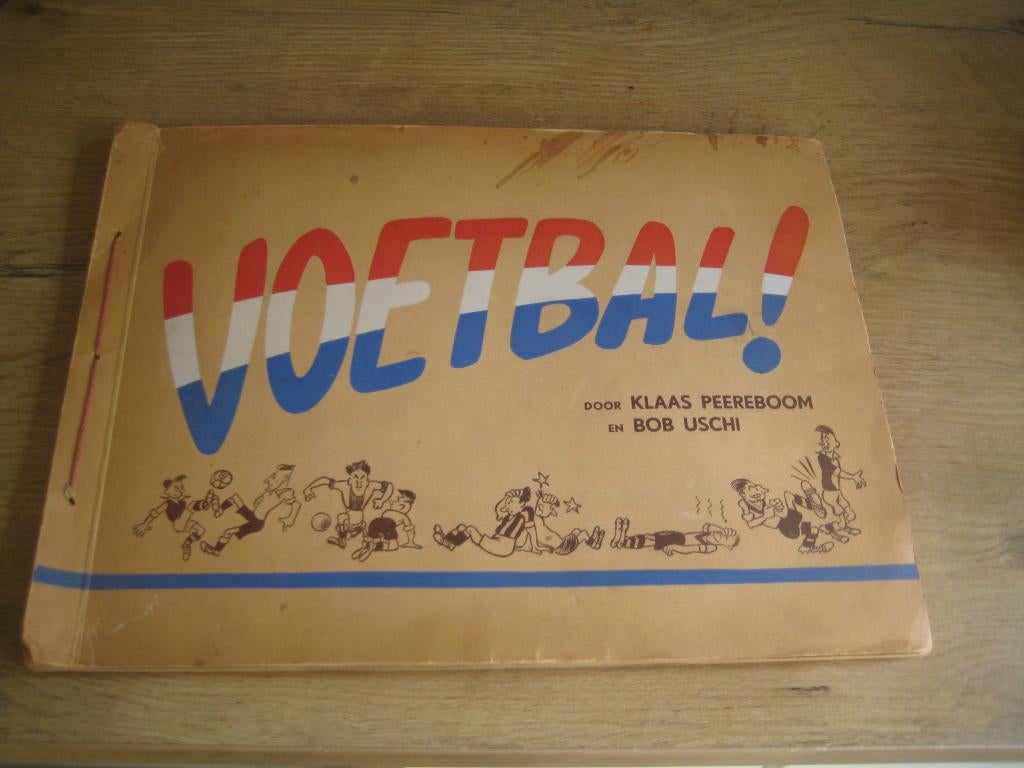 VOETBAL!
DOOR KLAAS PEEREBOOM
EN BOB USCHI